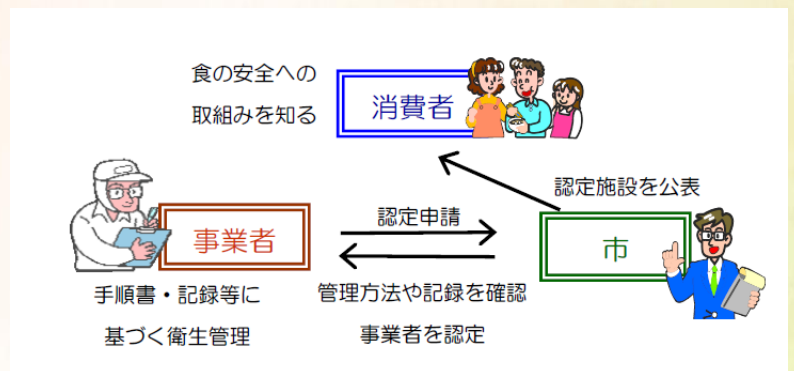 食の安全への
取組みを知る
消費者
認定施設を公表
事業者
認定申請
市
手順書・記録等に
基づく衛生管理
管理方法や記録を確認
事業者を認定